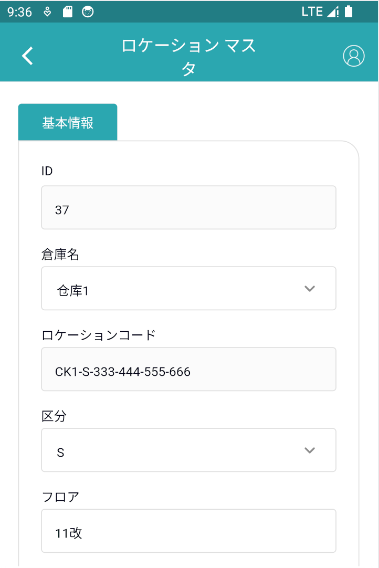 9:36
LTE
ロケーション マス
タ
基本情報
ID
37
倉庫名
仓库1
ロケーションコード
CK1-S-333-444-555-666
区分
S
フロア
11改